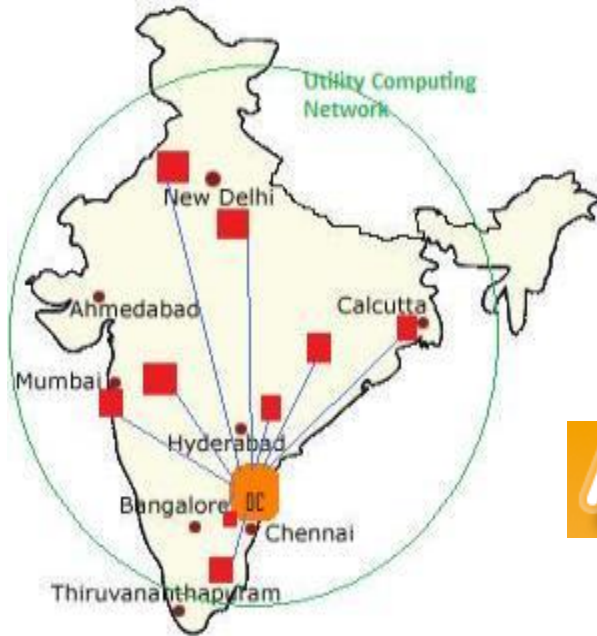 Utility Computing
Network
New Delhi
Ahmedabad
Calcutta
Mumbai
Hyderabad
DC
Bangalore
Chennai
Thiruvananthapuram